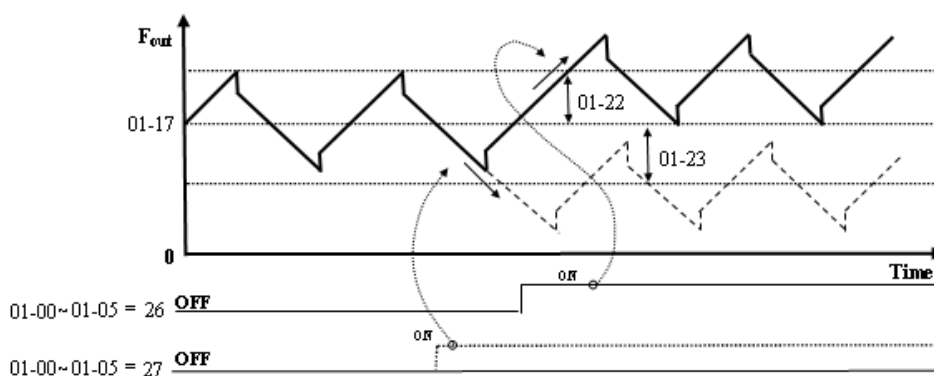 Fout
01-17
01-22
01-23
0
Time
ON
01-00~01-05 = 26 OFF
ON
01-00~01-05 = 27 OFF